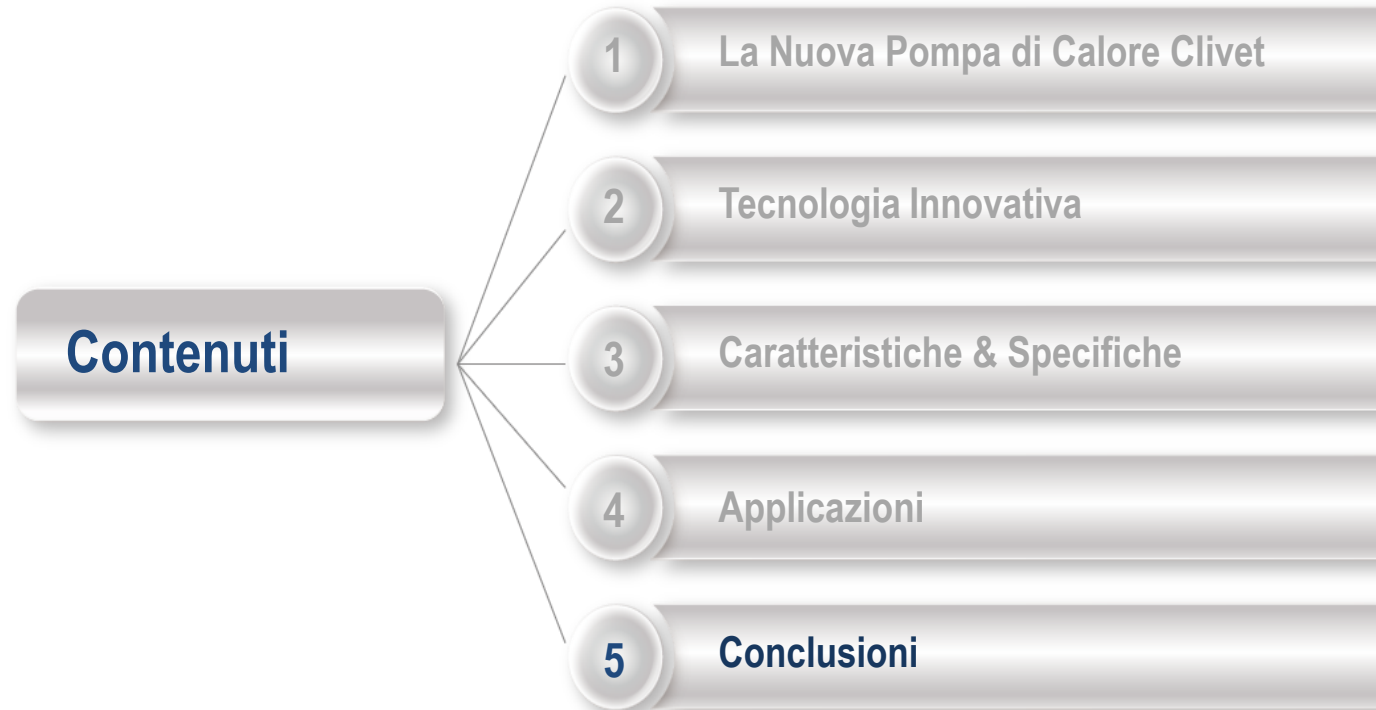 Contenuti
1
La Nuova Pompa di Calore Clivet
2
Tecnologia Innovativa
3
Caratteristiche & Specifiche
4
Applicazioni
5
Conclusioni